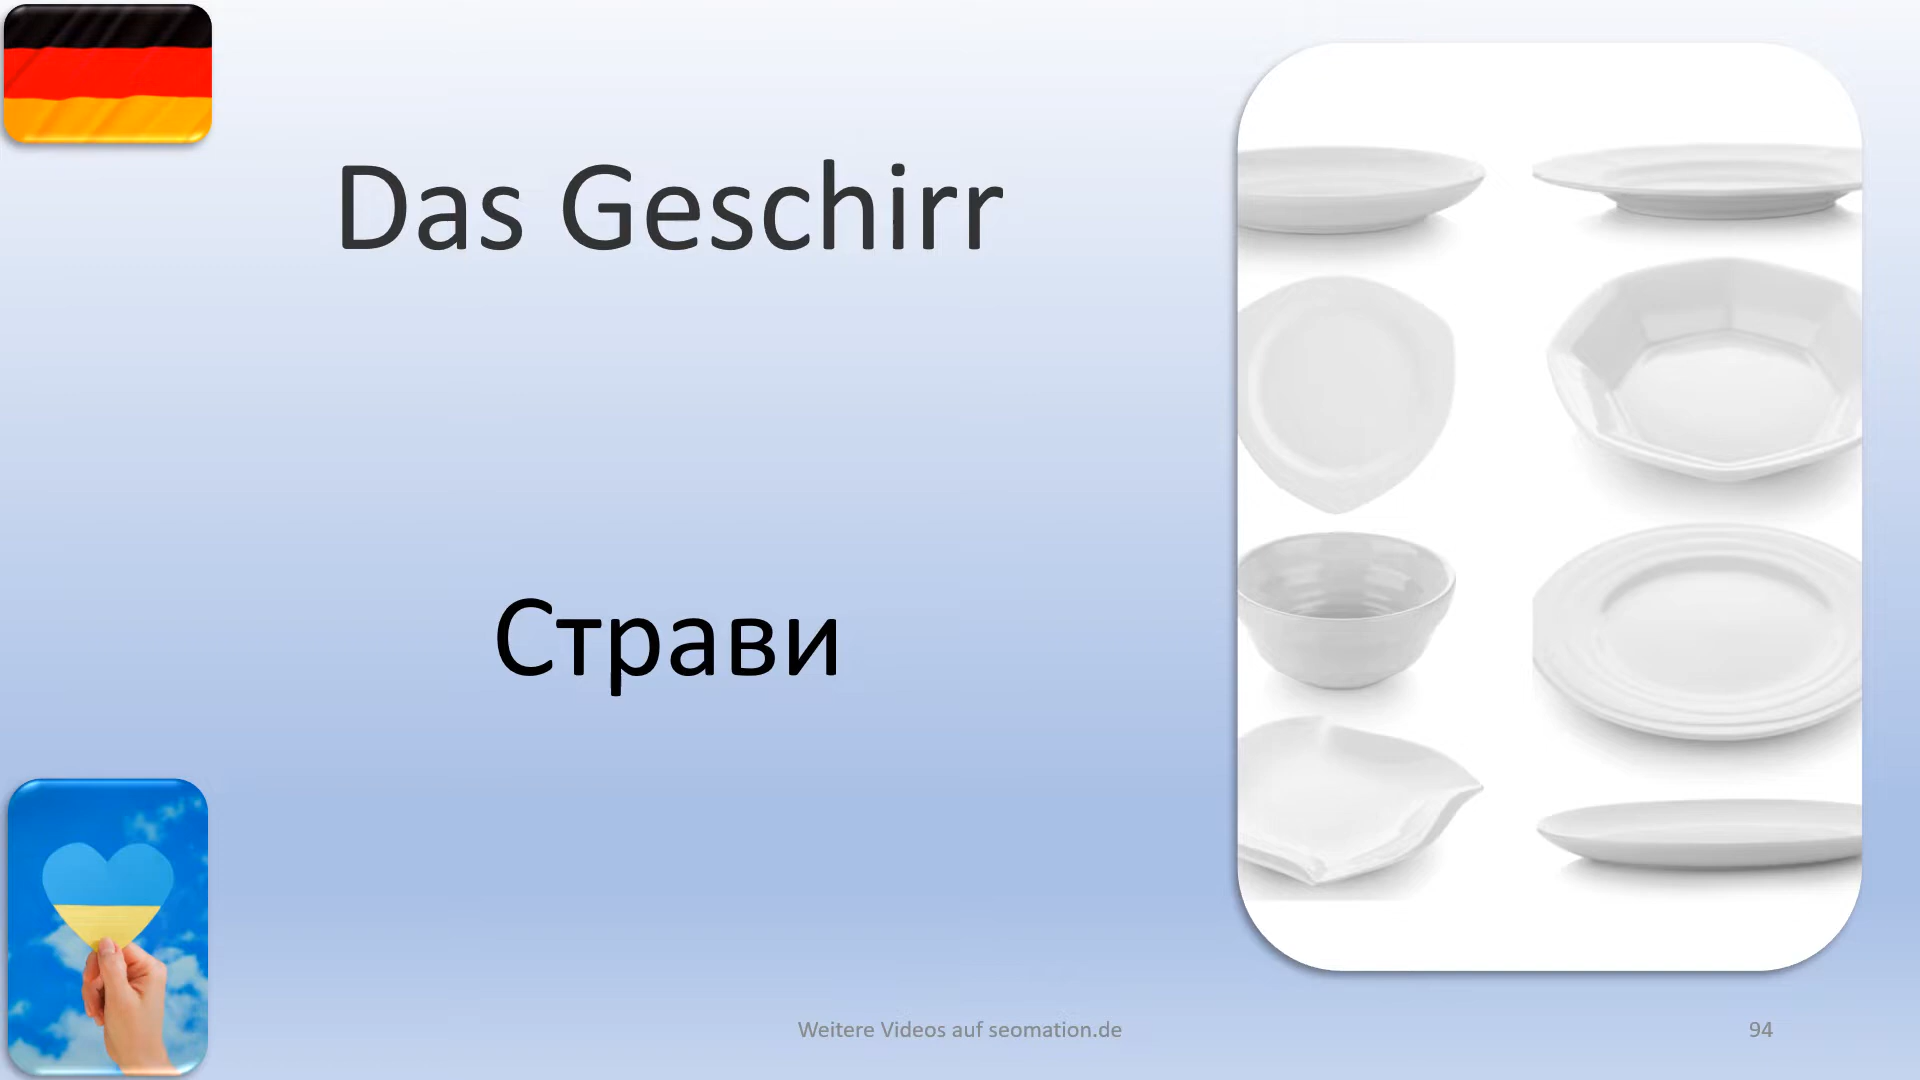 Das Geschirr
Страви
Weitere Videos auf seomation.de
94